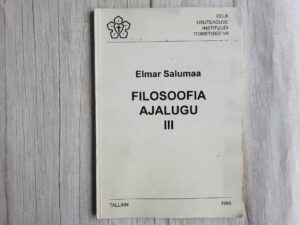 EELK
USUTEADUSE
INSTITUUDI
TOIMETISED VII
Elmar Salumaa
FILOSOOFIA
AJALUGU
III
TALLINN
1995